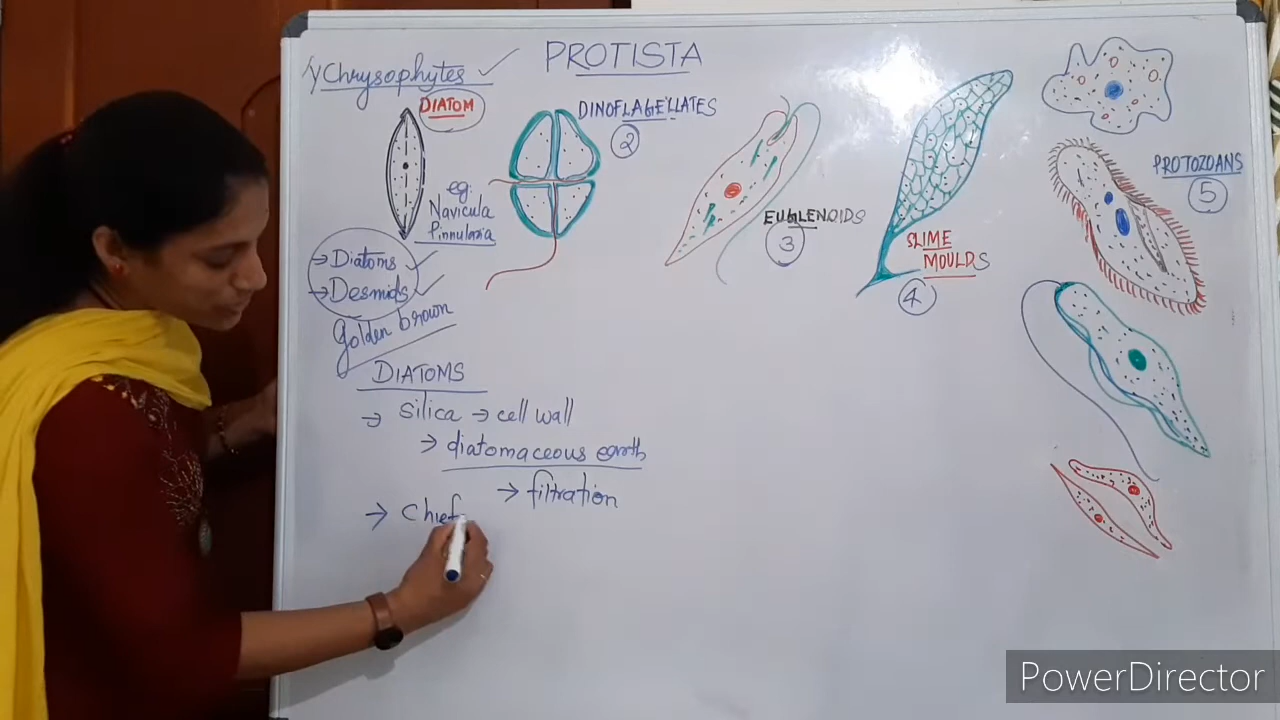 PROTISTA
1) Chrysophytes
DIATOM
eg:
Navicula
Pinnularia
→ Diatoms
→ Desmids
Golden brown
DINOFLAGELLATES
2
EUGLENOIDS
3
SLIME
MOULDS
4
PROTOZOANS
5
DIATOMS
→ Silica → cell wall
→ diatomaceous earth
→ filtration
→ Chief
PowerDirector